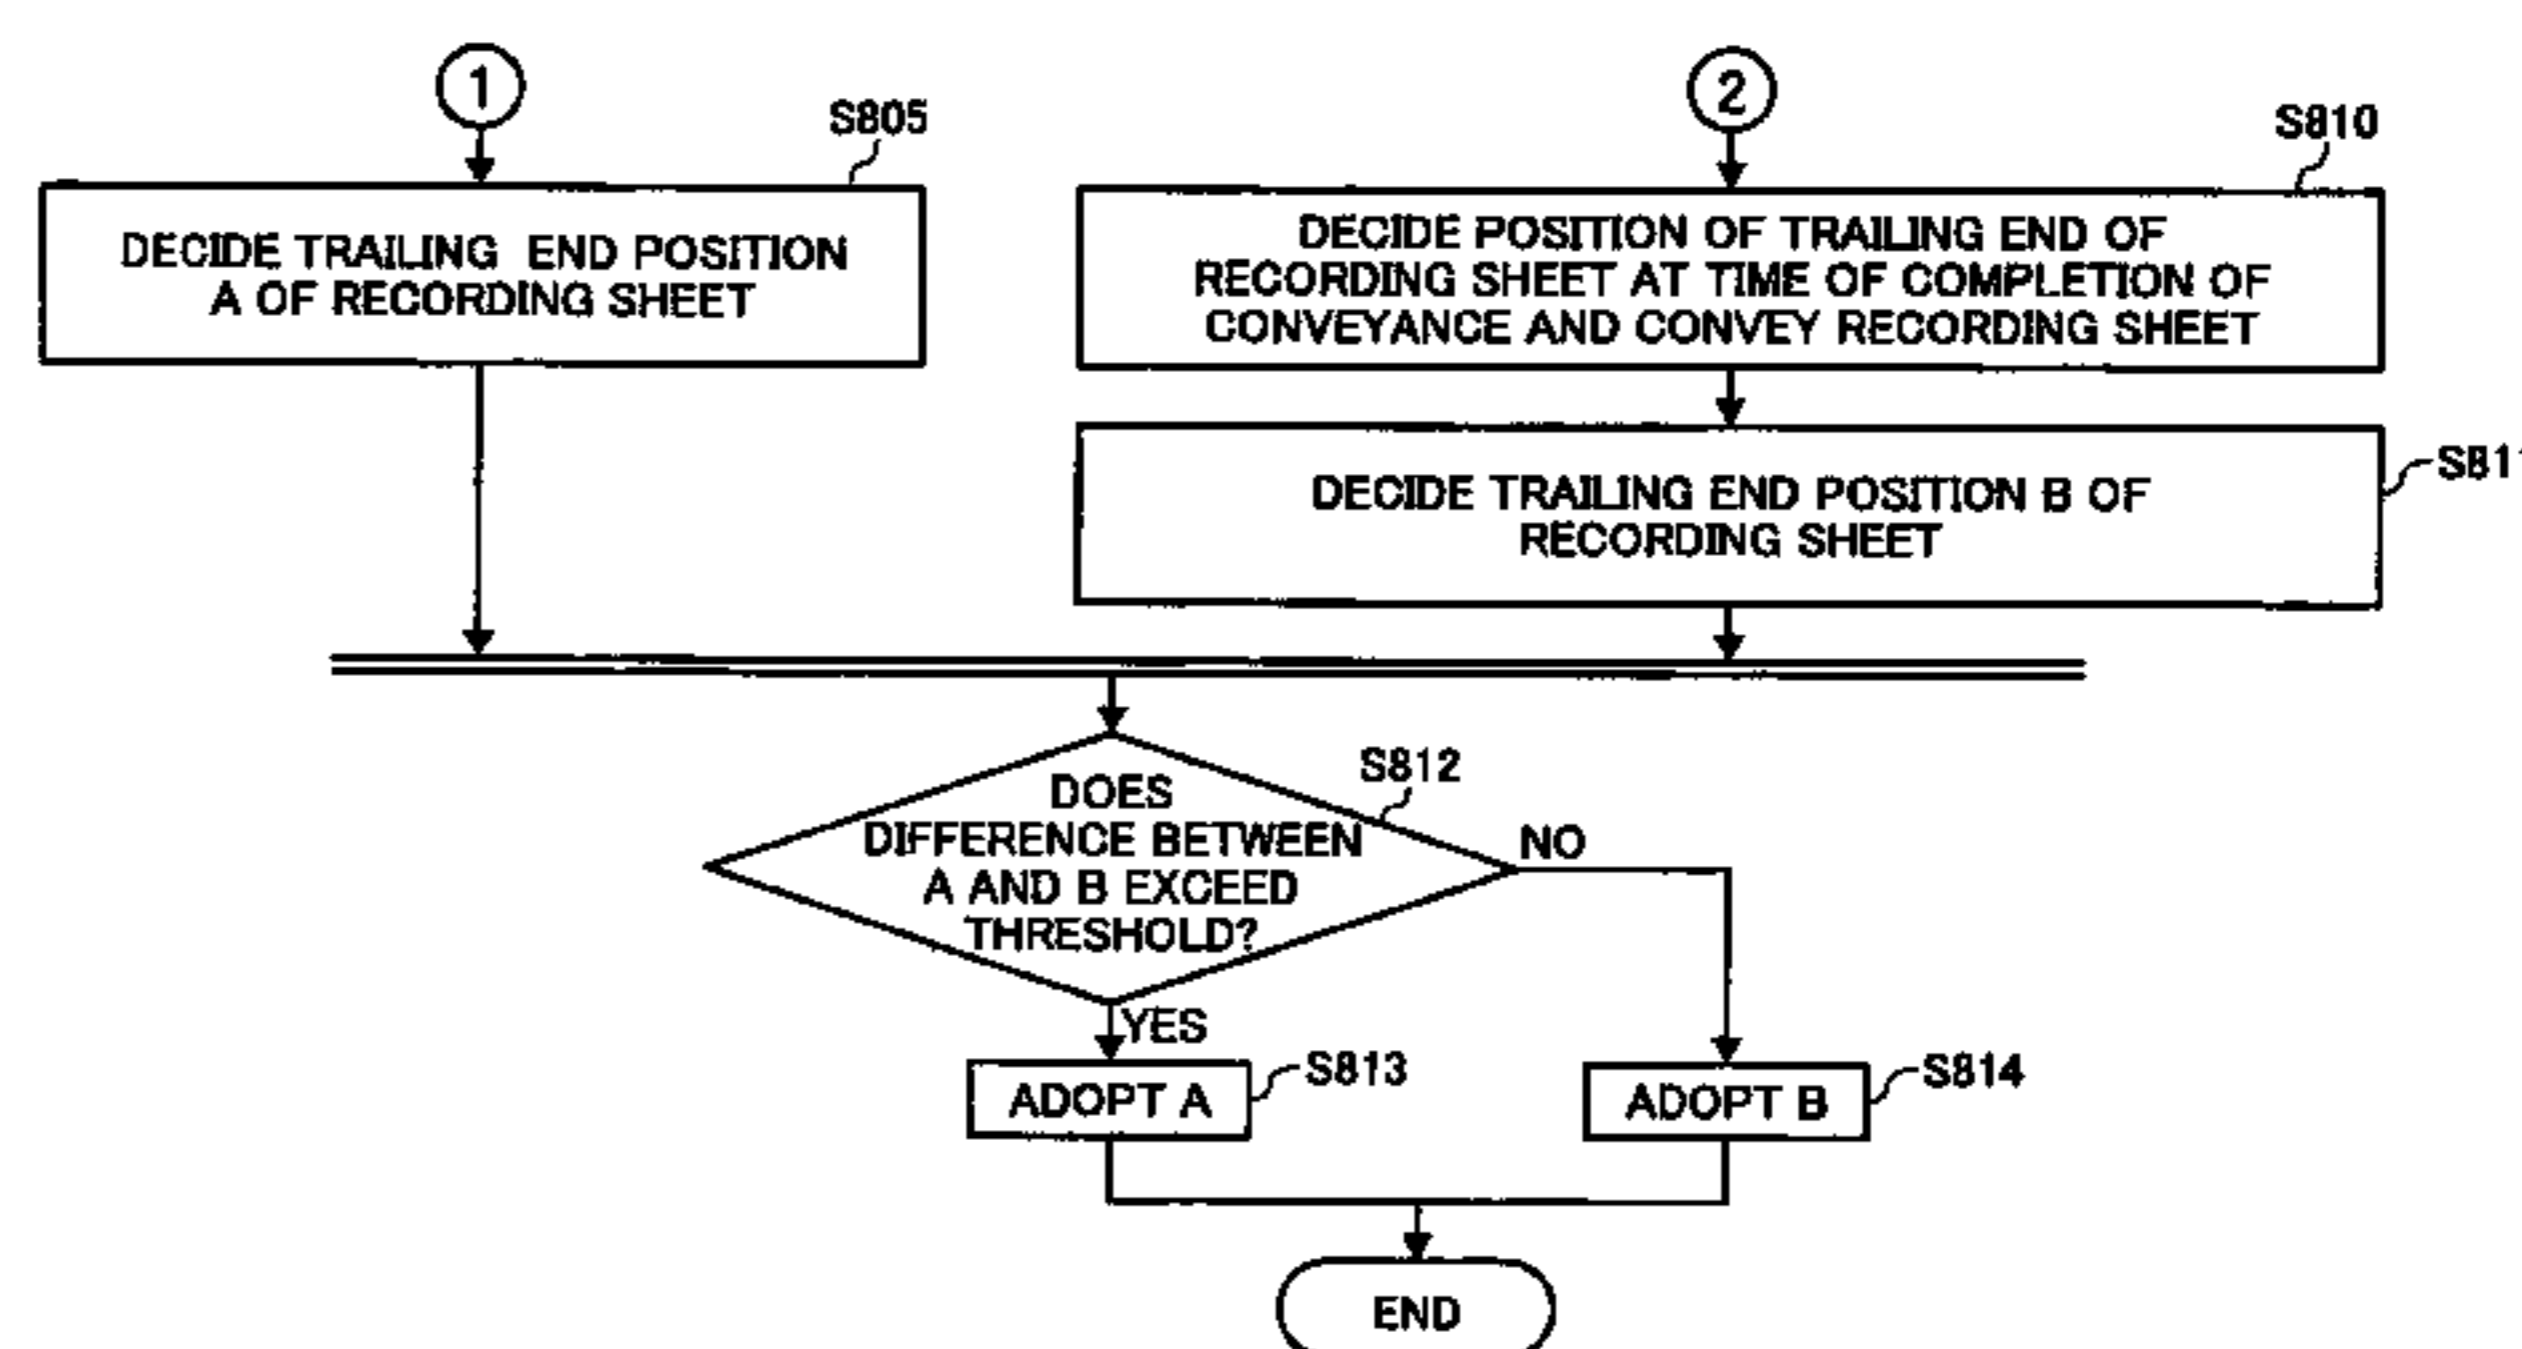 1
S805
DECIDE TRAILING END POSITION
A OF RECORDING SHEET
2
S810
DECIDE POSITION OF TRAILING END OF
RECORDING SHEET AT TIME OF COMPLETION OF
CONVEYANCE AND CONVEY RECORDING SHEET
S811
DECIDE TRAILING END POSITION B OF
RECORDING SHEET
S812
DOES
DIFFERENCE BETWEEN
A AND B EXCEED
THRESHOLD?
NO
YES
ADOPT A
S813
ADOPT B
S814
END